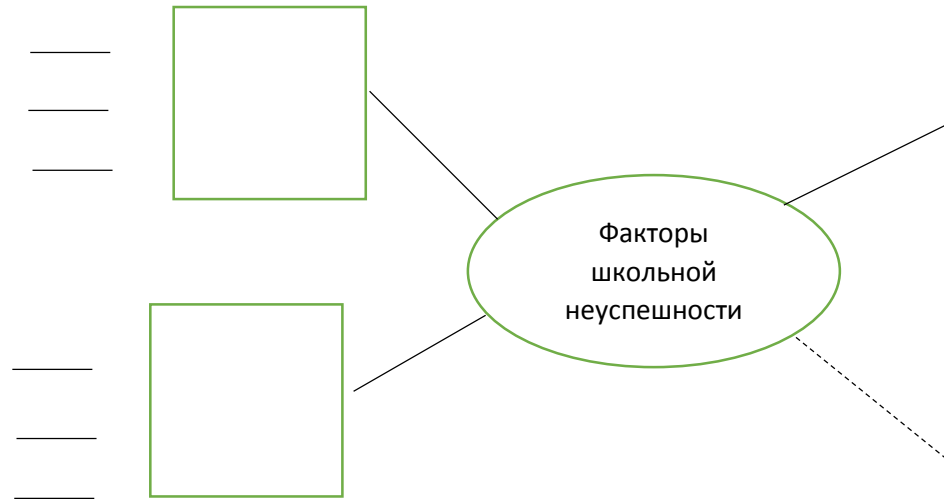 Факторы
школьной
неуспешности